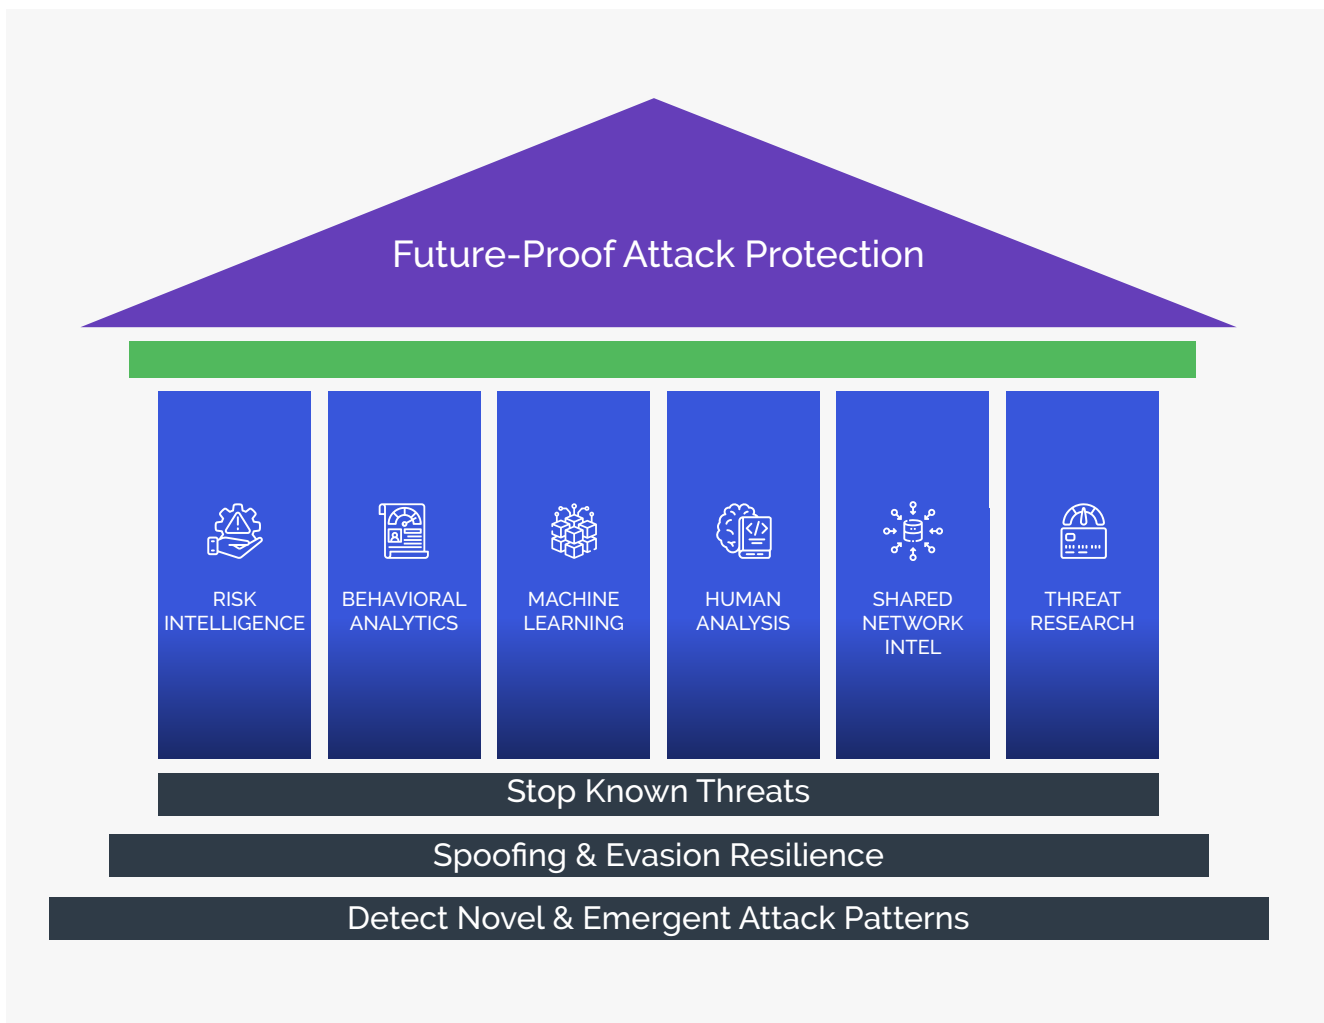 Future-Proof Attack Protection
RISK
INTELLIGENCE
BEHAVIORAL
ANALYTICS
MACHINE
LEARNING
HUMAN
ANALYSIS
SHARED
NETWORK
INTEL
THREAT
RESEARCH
Stop Known Threats
Spoofing & Evasion Resilience
Detect Novel & Emergent Attack Patterns